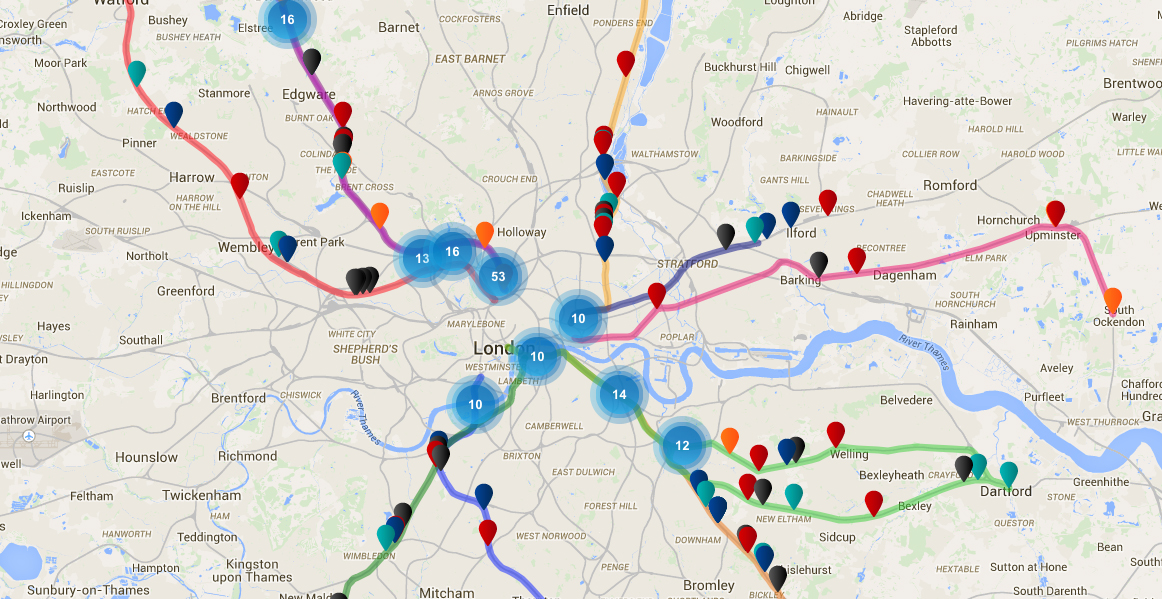 Watford
Croxley Green
Bushey
BUSHEY HEATH
Elstree
16
Barnet
COCKFOSTERS
Enfield
PONDERS END
Loughton
Abridge
Stapleford
Abbotts
PILGRIMS HATCH
Moor Park
EAST BARNET
Buckhurst Hill
Chigwell
Brentwood
Northwood
Stanmore
Edgware
ARNOS GROVE
HAINAULT
Havering-atte-Bower
Warley
HATCH E
BURNT OAK
Woodford
HAROLD HILL
Pinner
WEALDSTONE
COLINDA
WALTHAMSTOW
BARKINGSIDE
COLLIER ROW
HAROLD WOOD
LITTLE WA
EASTCOTE
Harrow
THE HYDE
BRENT CROSS
CROUCH END
GANTS HILL
CHADWELL
HEATH
Romford
Ruislip
HARROW
ON THE HILL
SEVEN KINGS
Ickenham
SOUTH RUISLIP
Wembley
Brent Park
Holloway
Ilford
Hornchurch
Upminster
Northolt
13
16
53
STRATFORD
BECONTREE
ELM PARK
HILLINGDON
Greenford
Barking
Dagenham
SOUTH
HORNCHURCH
South
Ockendon
Hayes
WHITE CITY
MARYLEBONE
10
POPLAR
Rainham
Southall
SHEPHERD'S
BUSH
London
10
River Thames
t Drayton
WESTMINSTER
LAMBETH
Aveley
Harlington
Brentford
CHISWICK
River Thames
10
14
Belvedere
Purfleet
Chafford
Hundred
WEST THURROCK
Gra
athrow Airport
CAMBERWELL
12
Hounslow
Richmond
BRIXTON
Welling
EAST DULWICH
Bexleyheath
CRAYFORD
Greenhithe
Feltham
Twickenham
FOREST HILL
Bexley
Dartford
STONE
HAM
NEW ELTHAM
QUESTOR
HANWORTH
Teddington
WEST NORWOOD
DOWNHAM
Sidcup
Bean
WIMBLEDON
Hampton
Kingston
upon Thames
PENGE
Chislehurst
HEXTABLE
Sutton at Hone
Sunbury-on-Thames
New Mald
Mitcham
Bromley
BICKLEY
South Darenth